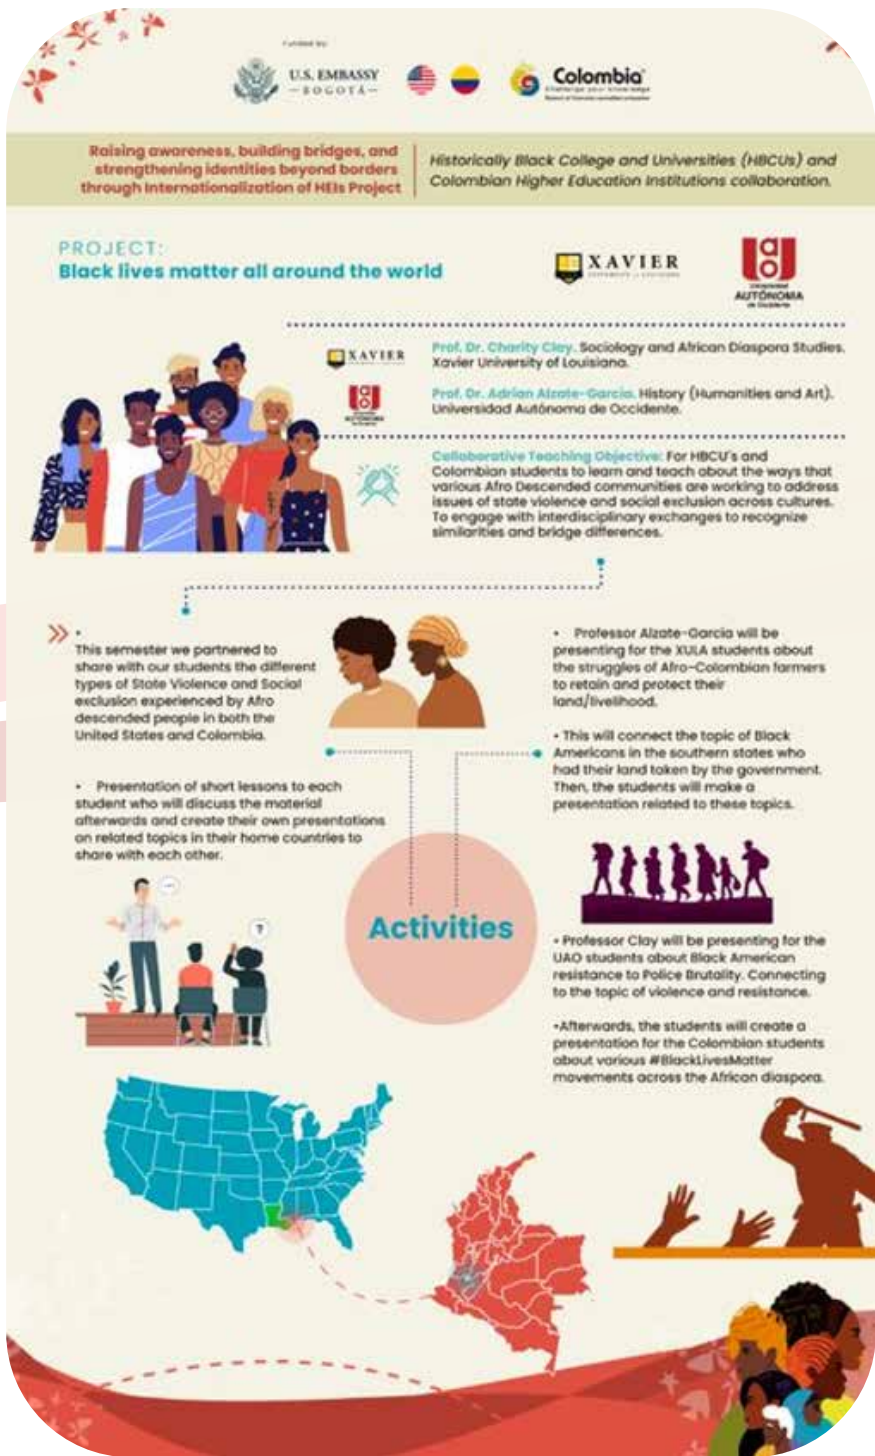 Funded by:
U.S. EMBASSY
BOGOTÁ
Colombia
Challenge your knowledge
Raising awareness, building bridges, and
strengthening identities beyond borders
through Internationalization of HEIs Project
Historically Black College and Universities (HBCUs) and
Colombian Higher Education Institutions collaboration.
PROJECT:
Black lives matter all around the world
XAVIER
UNIVERSITY of LOUISIANA
Universidad
AUTÓNOMA
de Occidente
XAVIER
Prof. Dr. Charity Clay. Sociology and African Diaspora Studies.
Xavier University of Louisiana.
AUTÓNOMA
Prof. Dr. Adrian Alzate-Garcia. History (Humanities and Art).
Universidad Autónoma de Occidente.
Collaborative Teaching Objective: For HBCU's and
Colombian students to learn and teach about the ways that
various Afro Descended communities are working to address
issues of state violence and social exclusion across cultures.
To engage with interdisciplinary exchanges to recognize
similarities and bridge differences.
•
This semester we partnered to
share with our students the different
types of State Violence and Social
exclusion experienced by Afro
descended people in both the
United States and Colombia.
• Presentation of short lessons to each
student who will discuss the material
afterwards and create their own presentations
on related topics in their home countries to
share with each other.
• Professor Alzate-Garcia will be
presenting for the XULA students about
the struggles of Afro-Colombian farmers
to retain and protect their
land/livelihood.
• This will connect the topic of Black
Americans in the southern states who
had their land taken by the government.
Then, the students will make a
presentation related to these topics.
Activities
?
• Professor Clay will be presenting for the
UAO students about Black American
resistance to Police Brutality. Connecting
to the topic of violence and resistance.
•Afterwards, the students will create a
presentation for the Colombian students
about various #BlackLivesMatter
movements across the African diaspora.